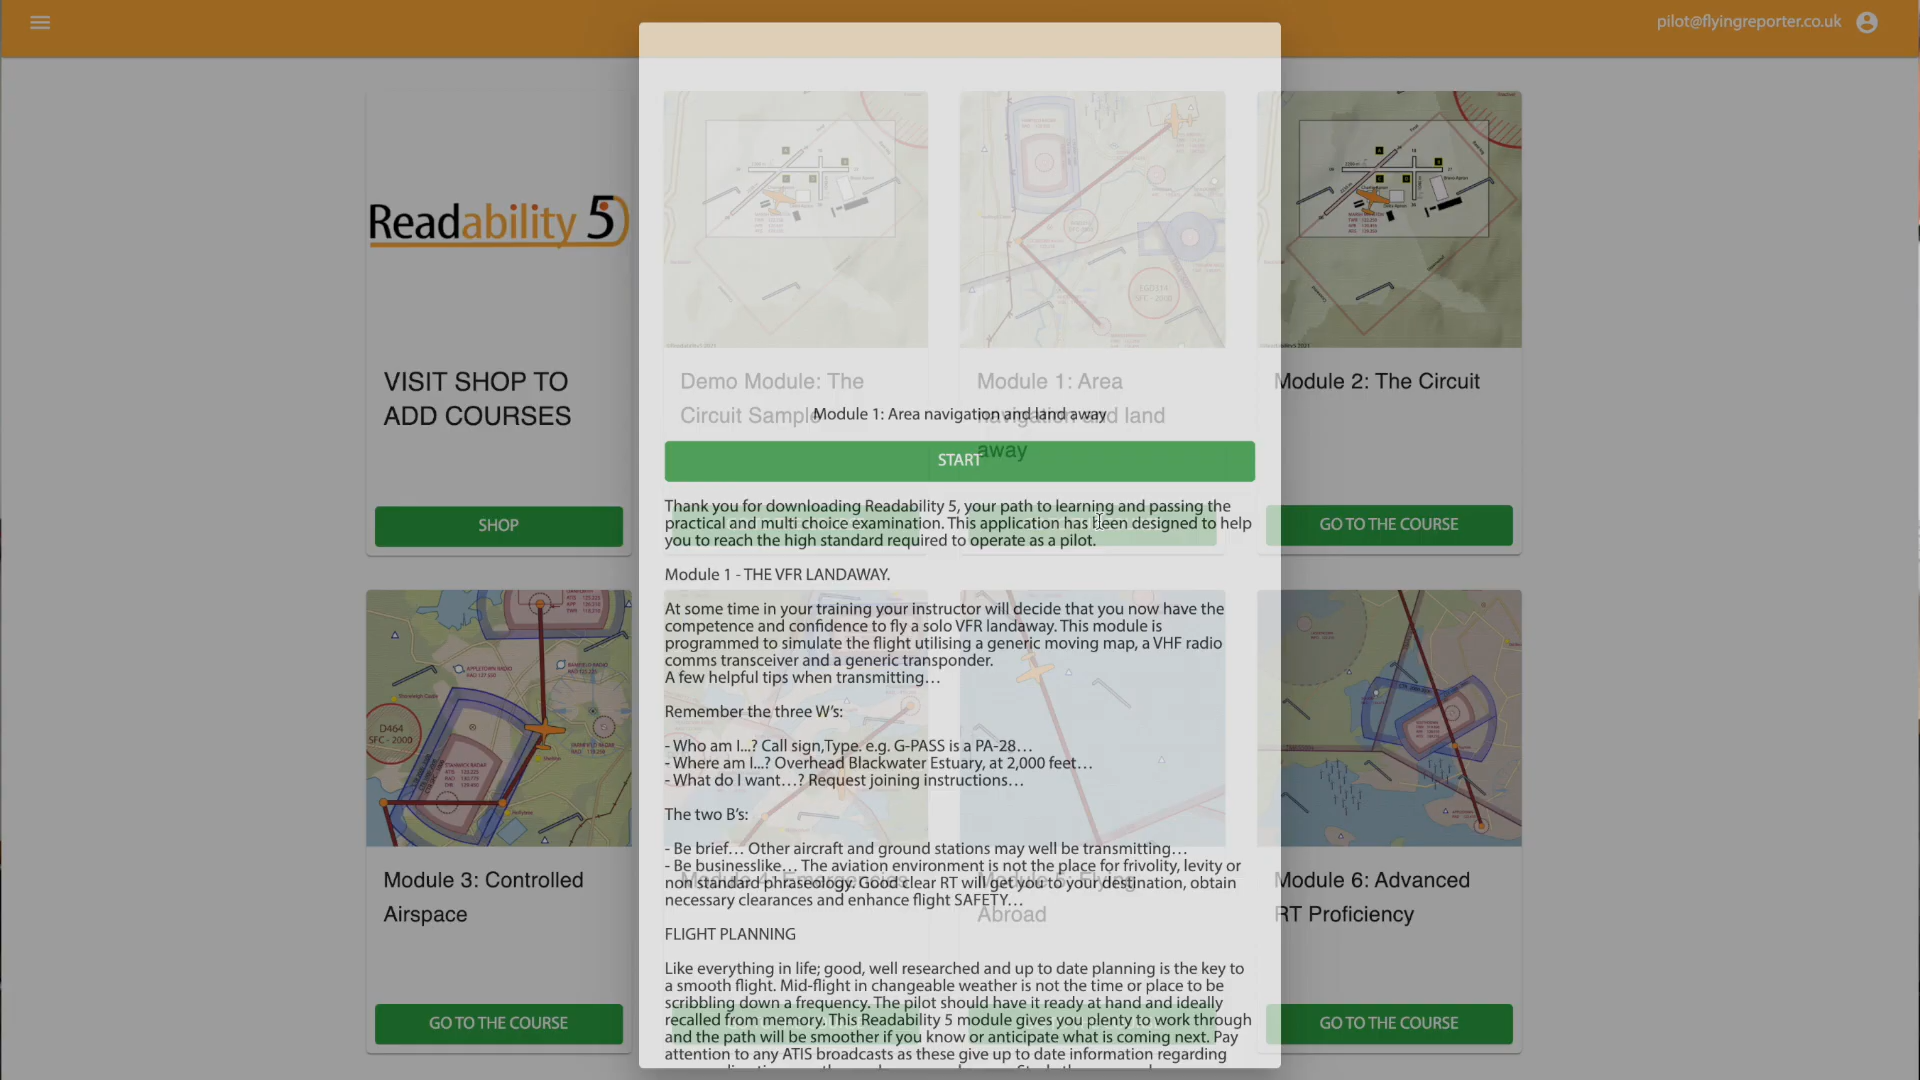 pilot@flyingreporter.co.uk
Readability 5
VISIT SHOP TO
ADD COURSES
SHOP
Demo Module: The
Circuit Sample
Module 1: Area
navigation and land
away
Module 2: The Circuit
GO TO THE COURSE
Module 1: Area navigation and land away
START
Thank you for downloading Readability 5, your path to learning and passing the
practical and multi choice examination. This application has been designed to help
you to reach the high standard required to operate as a pilot.
Module 1 - THE VFR LANDAWAY.
At some time in your training your instructor will decide that you now have the
competence and confidence to fly a solo VFR landaway. This module is
programmed to simulate the flight utilising a generic moving map, a VHF radio
comms transceiver and a generic transponder.
A few helpful tips when transmitting…
Remember the three W's:
- Who am I...? Call sign,Type. e.g. G-PASS is a PA-28…
- Where am I...? Overhead Blackwater Estuary, at 2,000 feet…
- What do I want…? Request joining instructions…
The two B's:
- Be brief… Other aircraft and ground stations may well be transmitting…
- Be businesslike… The aviation environment is not the place for frivolity, levity or
non standard phraseology. Good clear RT will get you to your destination, obtain
necessary clearances and enhance flight SAFETY…
FLIGHT PLANNING
Like everything in life; good, well researched and up to date planning is the key to
a smooth flight. Mid-flight in changeable weather is not the time or place to be
scribbling down a frequency. The pilot should have it ready at hand and ideally
recalled from memory. This Readability 5 module gives you plenty to work through
and the path will be smoother if you know or anticipate what is coming next. Pay
attention to any ATIS broadcasts as these give up to date information regarding
D464
SFC - 2000
Module 3: Controlled
Airspace
GO TO THE COURSE
Module 4: Emergencies
Module 5: Flying
Abroad
Module 6: Advanced
RT Proficiency
GO TO THE COURSE